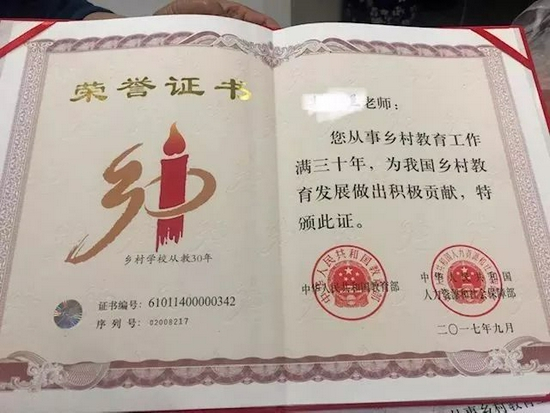 荣誉证书
乡村学校从教30年
证书编号: 61011400000342
序列号: 02008217
老师:
您从事乡村教育工作
满三十年,为我国乡村教
育发展做出积极贡献,特
颁此证。
中华人民共和国教育部
中华人民共和国
人力资源和社会保障部
二〇一七年九月